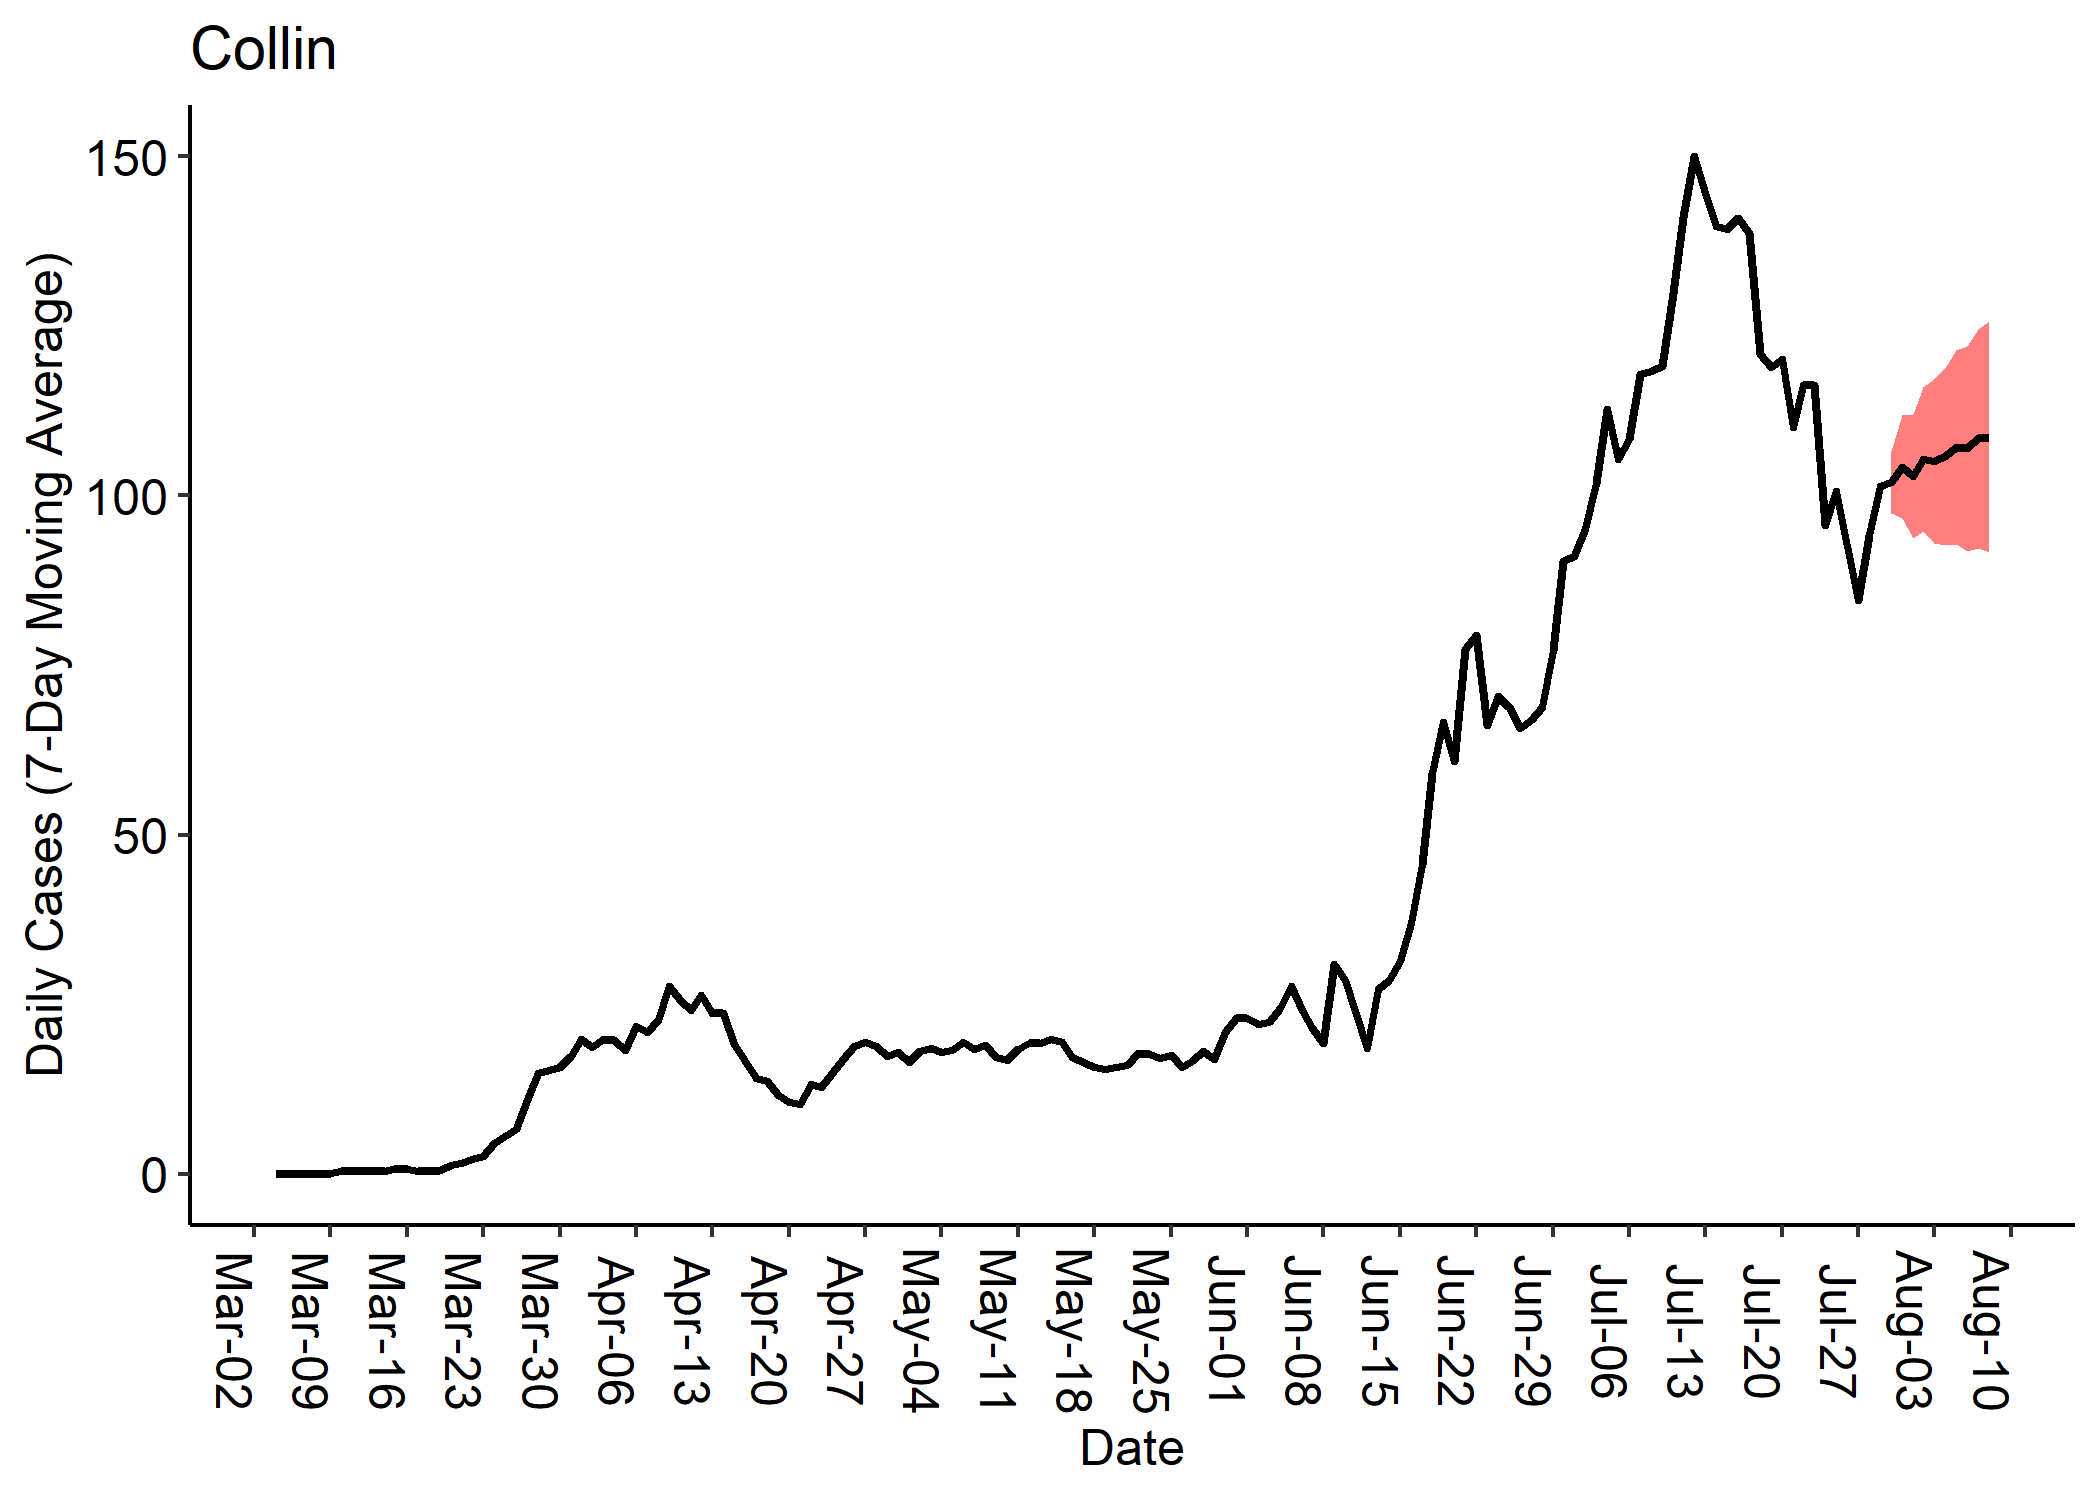 Collin
Daily Cases (7-Day Moving Average)
150
100
50
0
Mar-02
Mar-09
Mar-16
Mar-23
Mar-30
Apr-06
Apr-13
Apr-20
Apr-27
May-04
May-11
May-18
May-25
Jun-01
Jun-08
Jun-15
Jun-22
Jun-29
Jul-06
Jul-13
Jul-20
Jul-27
Aug-03
Aug-10
Date